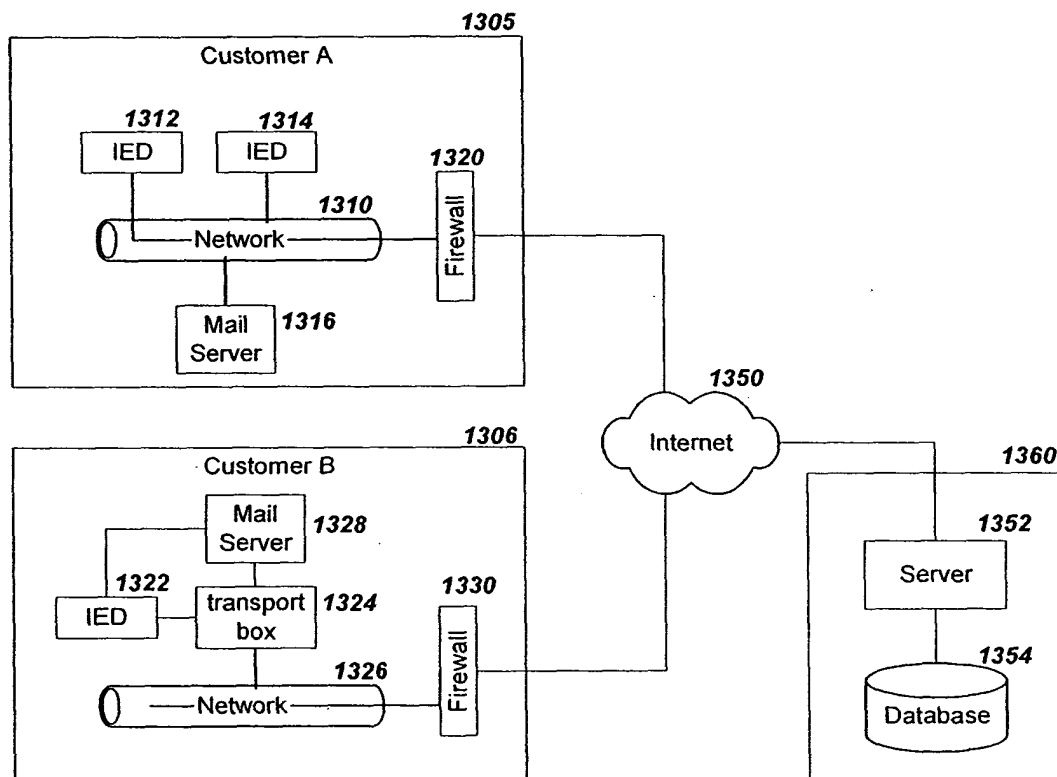 1305
Customer A
1312
1314
IED
IED
1320
1310
Network
Firewall
Mail
Server
1316
1350
Internet
1306
Customer B
1360
Mail
Server
1328
1352
Server
1322
IED
transport
box
1324
1330
Firewall
1326
Network
1354
Database